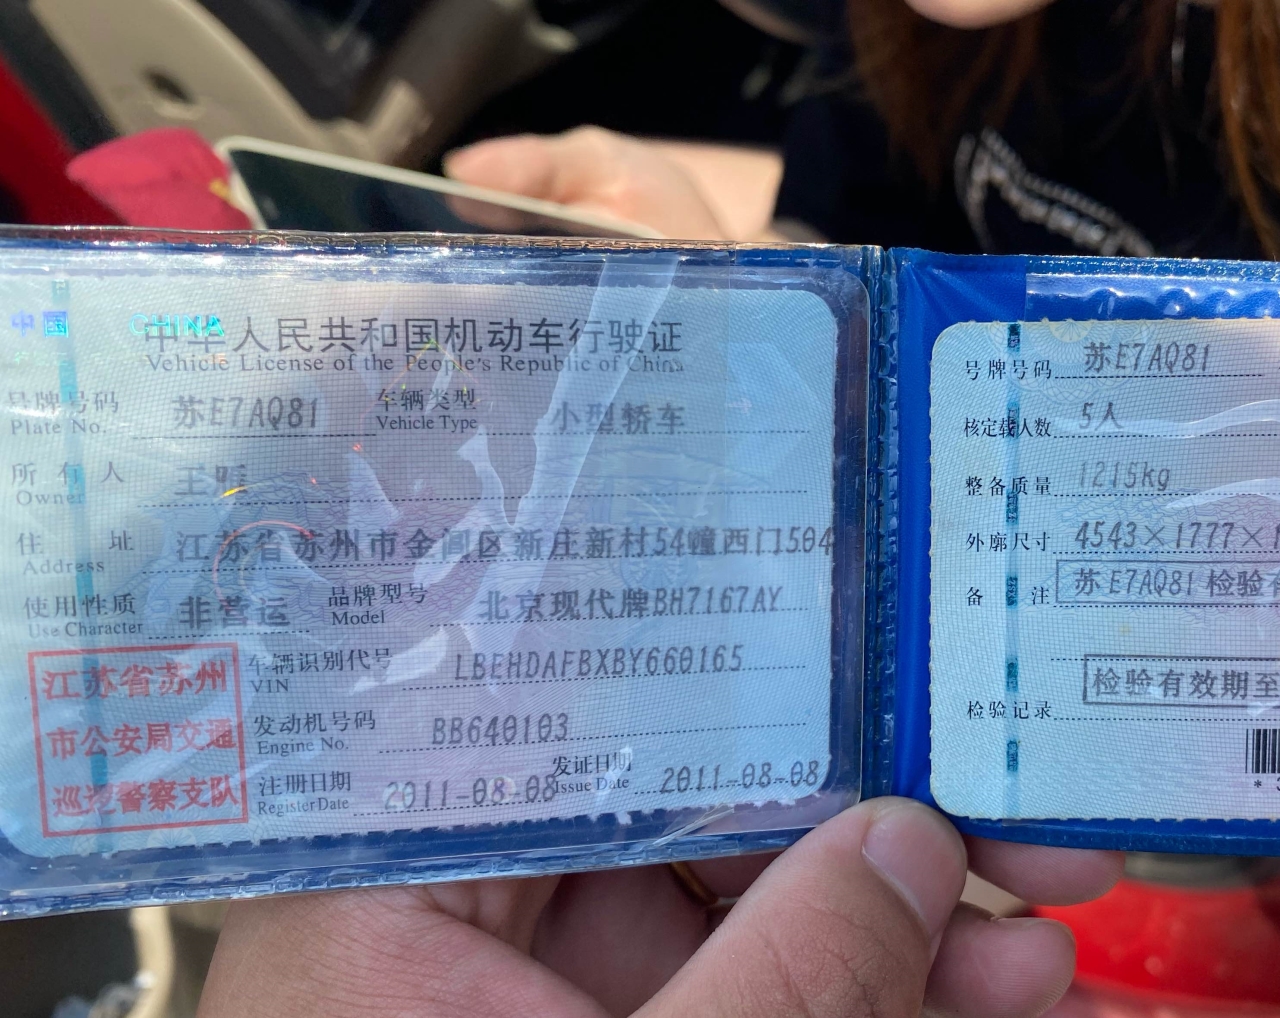 中国 CHINA
中华人民共和国机动车行驶证
Vehicle License of the People's Republic of China
号牌号码 苏E7AQ81 车辆类型 小型轿车
Plate No. Vehicle Type
所有人 王
Owner
住址 江苏省苏州市金阊区新庄新村54幢西门504
Address
使用性质 非营运 品牌型号 北京现代牌BH7167AY
Use Character Model
车辆识别代号 LBEHDAFBXBY660165
VIN
发动机号码 BB640103
Engine No.
注册日期 2011-08-08 发证日期 2011-08-08
Register Date Issue Date
江苏省苏州
市公安局交通
巡逻警察支队
号牌号码 苏E7AQ81
核定载人数 5人
整备质量 1215kg
外廓尺寸 4543×1777×1
备注 苏E7AQ81 检验有
检验有效期至
检验记录
*